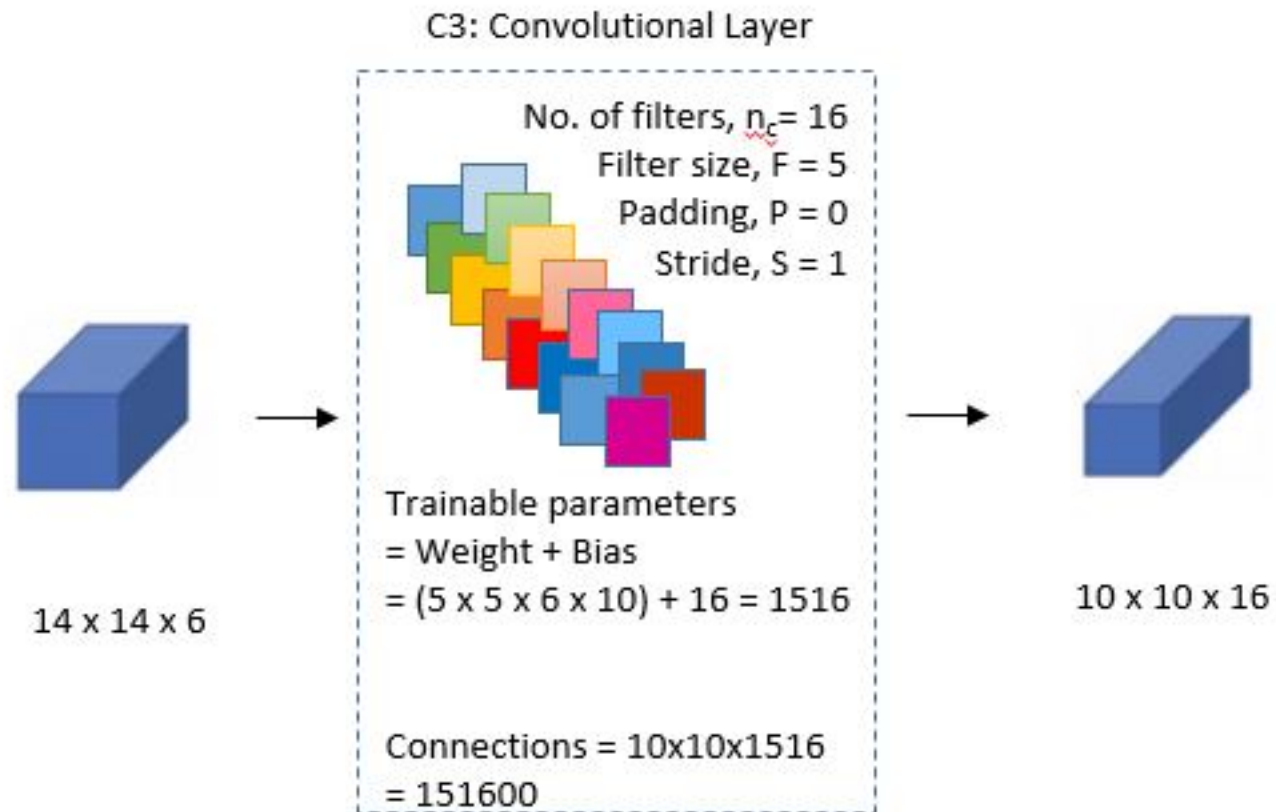 C3: Convolutional Layer
No. of filters, nc= 16
Filter size, F = 5
Padding, P = 0
Stride, S = 1
Trainable parameters
= Weight + Bias
= (5 x 5 x 6 x 10) + 16 = 1516
14 x 14 x 6
10 x 10 x 16
Connections = 10x10x1516
= 151600